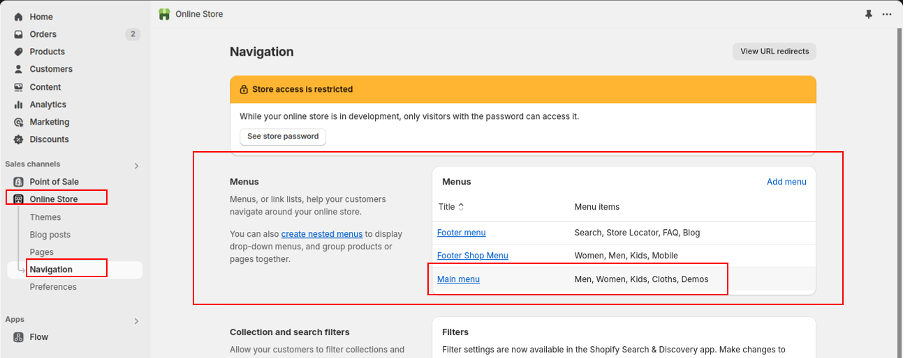 Home
Orders 2
Products
Customers
Content
Analytics
Marketing
Discounts
Sales channels
Point of Sale
Online Store
Themes
Blog posts
Pages
Navigation
Preferences
Apps
Flow
Online Store
Navigation
View URL redirects
Store access is restricted
While your online store is in development, only visitors with the password can access it.
See store password
Menus
Menus, or link lists, help your customers
navigate around your online store.
You can also create nested menus to display
drop-down menus, and group products
or pages together.
Menus Add menu
Title Menu items
Footer menu Search, Store Locator, FAQ, Blog
Footer Shop Menu Women, Men, Kids, Mobile
Main menu Men, Women, Kids, Cloths, Demos
Collection and search filters
Allow your customers to filter collections and
Filters
Filter settings are now available in the Shopify Search & Discovery app. Make changes to